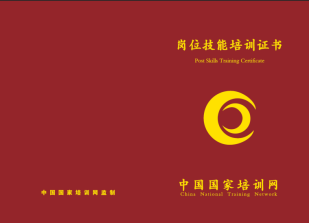 岗位技能培训证书
Post Skills Training Certificate
中国国家培训网
China National Training Network
中国国家培训网监制